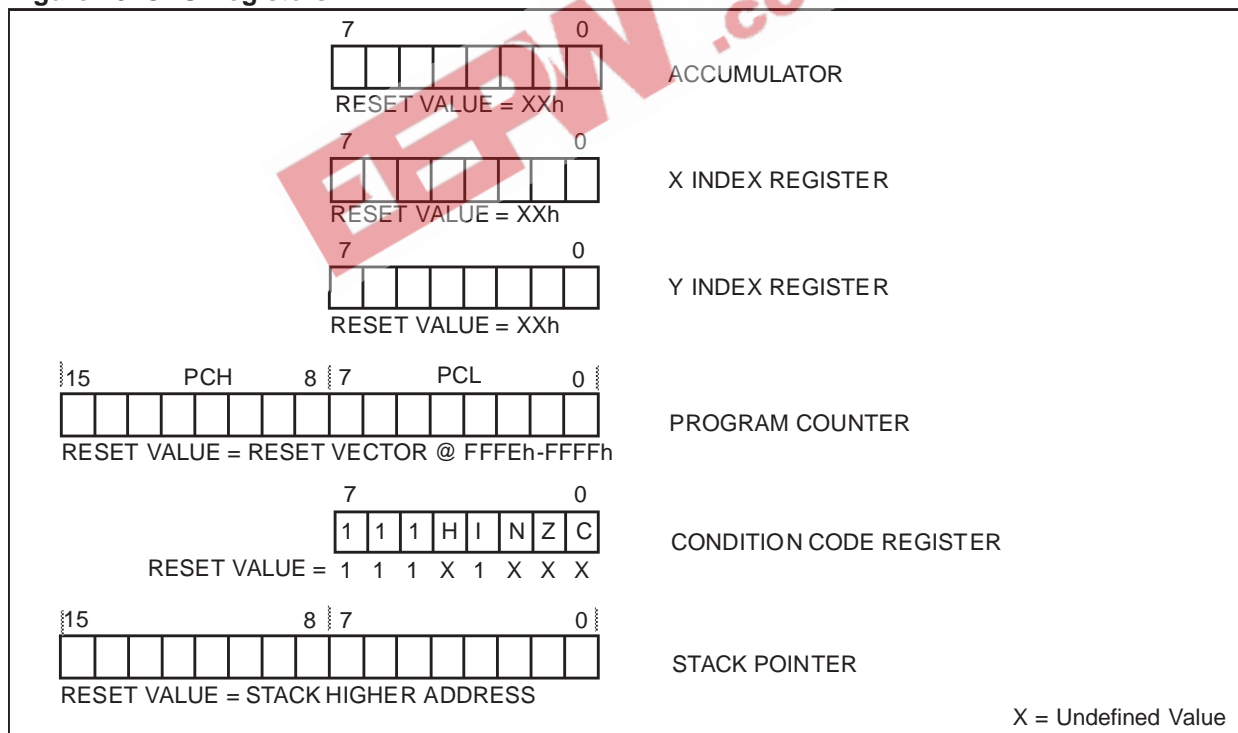 7 0
ACCUMULATOR
RESET VALUE = XXh
7 0
X INDEX REGISTER
RESET VALUE = XXh
7 0
Y INDEX REGISTER
RESET VALUE = XXh
15 PCH 8 7 PCL 0
PROGRAM COUNTER
RESET VALUE = RESET VECTOR @ FFFEh-FFFFh
7 0
1 1 1 H I N Z C
CONDITION CODE REGISTER
RESET VALUE = 1 1 1 X 1 X X X
15 8 7 0
STACK POINTER
RESET VALUE = STACK HIGHER ADDRESS
X = Undefined Value
EEPW